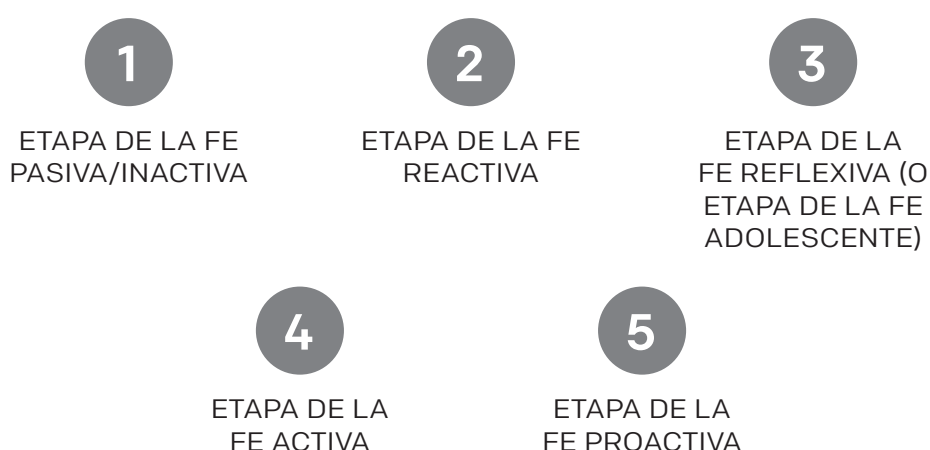 1
ETAPA DE LA FE
PASIVA/INACTIVA
2
ETAPA DE LA FE
REACTIVA
3
ETAPA DE LA
FE REFLEXIVA (O
ETAPA DE LA FE
ADOLESCENTE)
4
ETAPA DE LA
FE ACTIVA
5
ETAPA DE LA
FE PROACTIVA